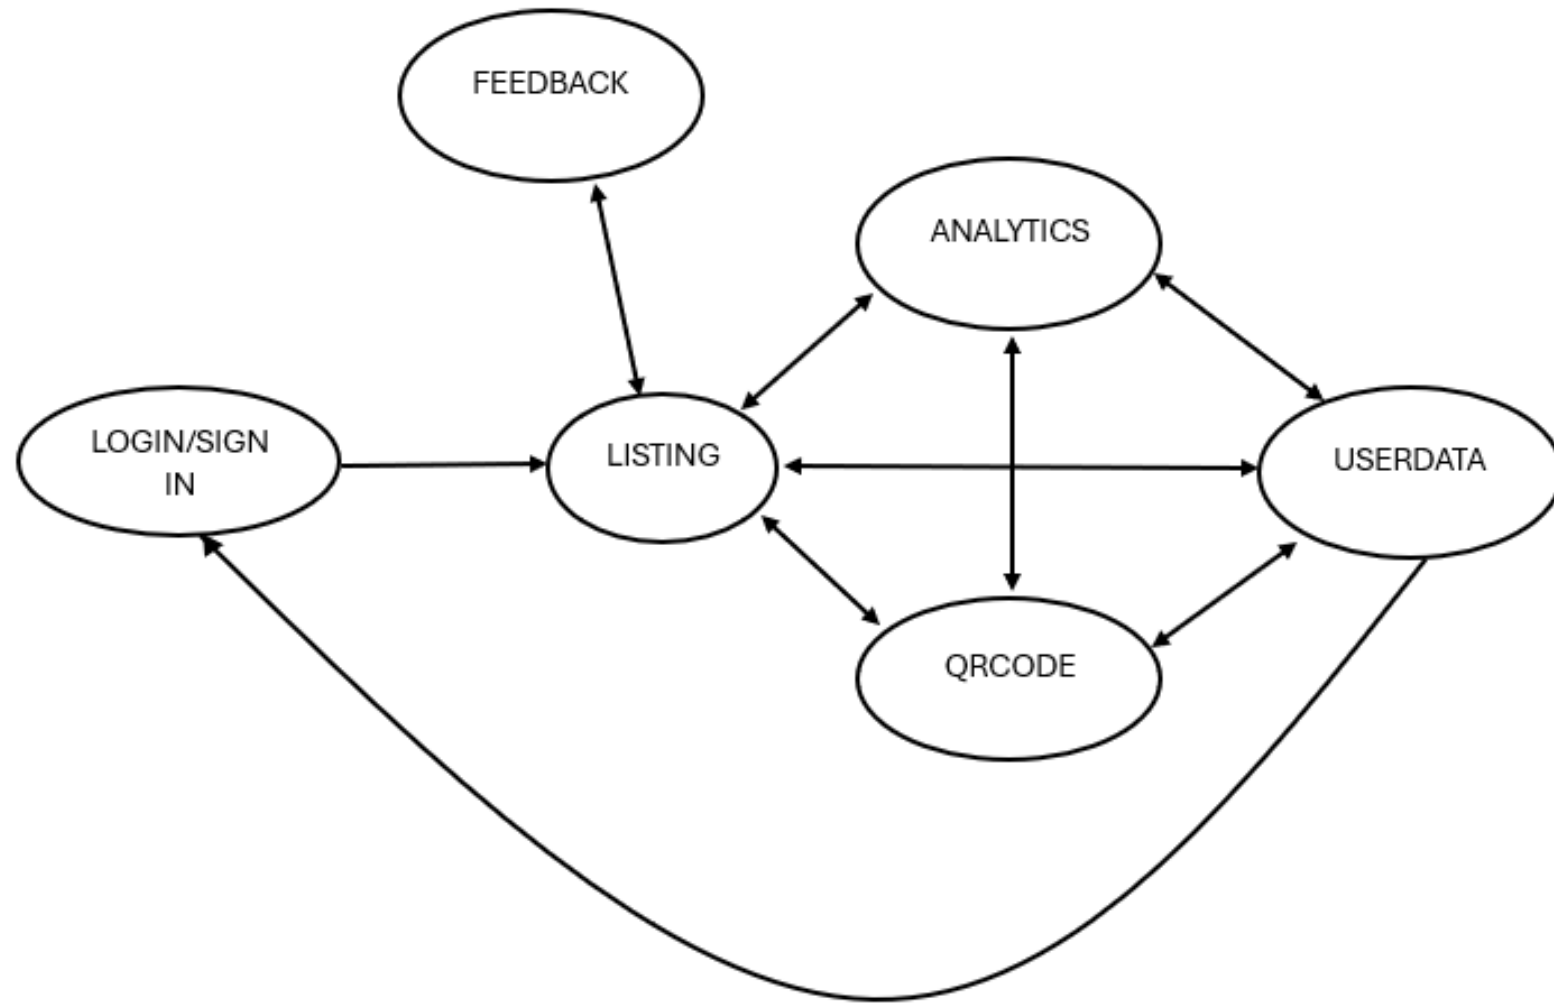 FEEDBACK
ANALYTICS
LOGIN/SIGN
IN
LISTING
USERDATA
QRCODE